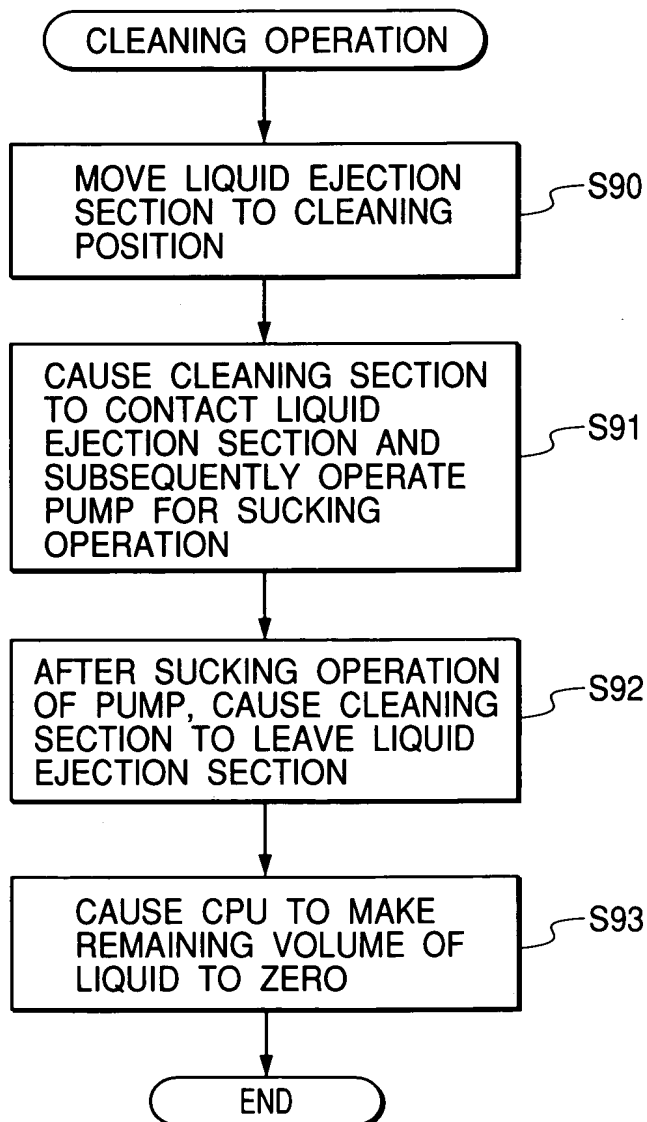 CLEANING OPERATION
MOVE LIQUID EJECTION
SECTION TO CLEANING
POSITION
S90
CAUSE CLEANING SECTION
TO CONTACT LIQUID
EJECTION SECTION AND
SUBSEQUENTLY OPERATE
PUMP FOR SUCKING
OPERATION
S91
AFTER SUCKING OPERATION
OF PUMP, CAUSE CLEANING
SECTION TO LEAVE LIQUID
EJECTION SECTION
S92
CAUSE CPU TO MAKE
REMAINING VOLUME OF
LIQUID TO ZERO
S93
END